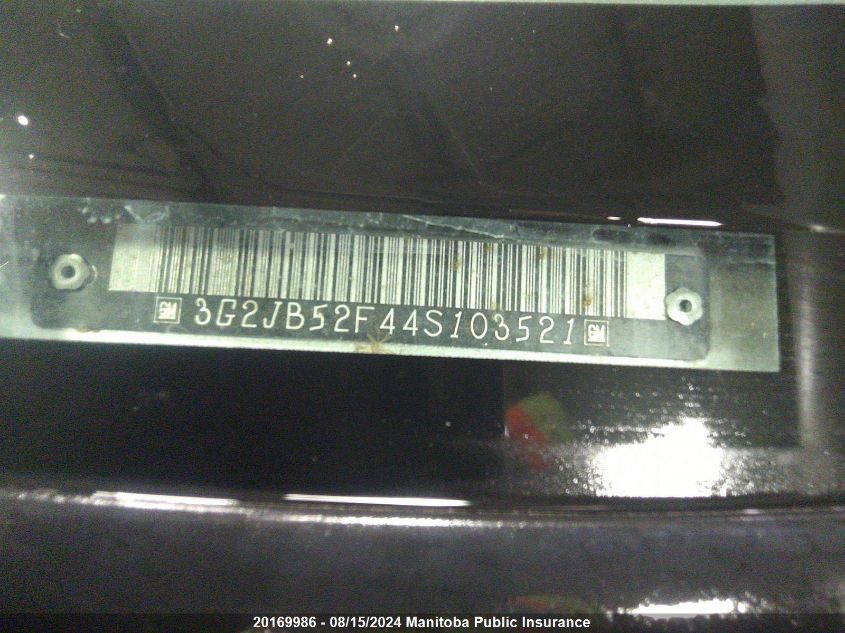 GM 3G2JB52F44S103521 GM
20169986 - 08/15/2024 Manitoba Public Insurance